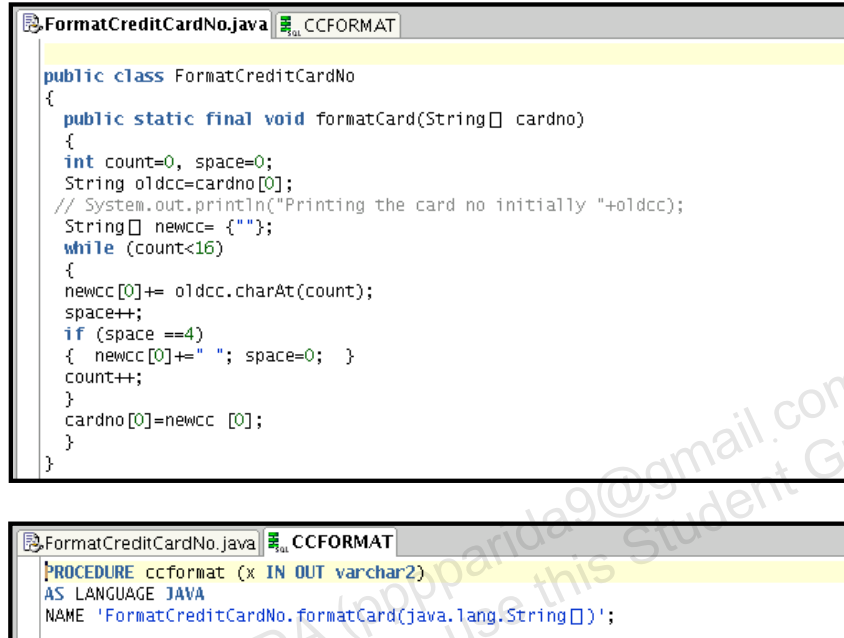 FormatCreditCardNo.java SQL CCFORMAT
public class FormatCreditCardNo
{
public static final void formatCard(String[] cardno)
{
int count=0, space=0;
String oldcc=cardno[0];
// System.out.println("Printing the card no initially "+oldcc);
String[] newcc= {""};
while (count<16)
{
newcc[0]+= oldcc.charAt(count);
space++;
if (space ==4)
{ newcc[0]+=" "; space=0; }
count++;
}
cardno[0]=newcc [0];
}
}
FormatCreditCardNo.java SQL CCFORMAT
PROCEDURE ccformat (x IN OUT varchar2)
AS LANGUAGE JAVA
NAME 'FormatCreditCardNo.formatCard(java.lang.String[])';